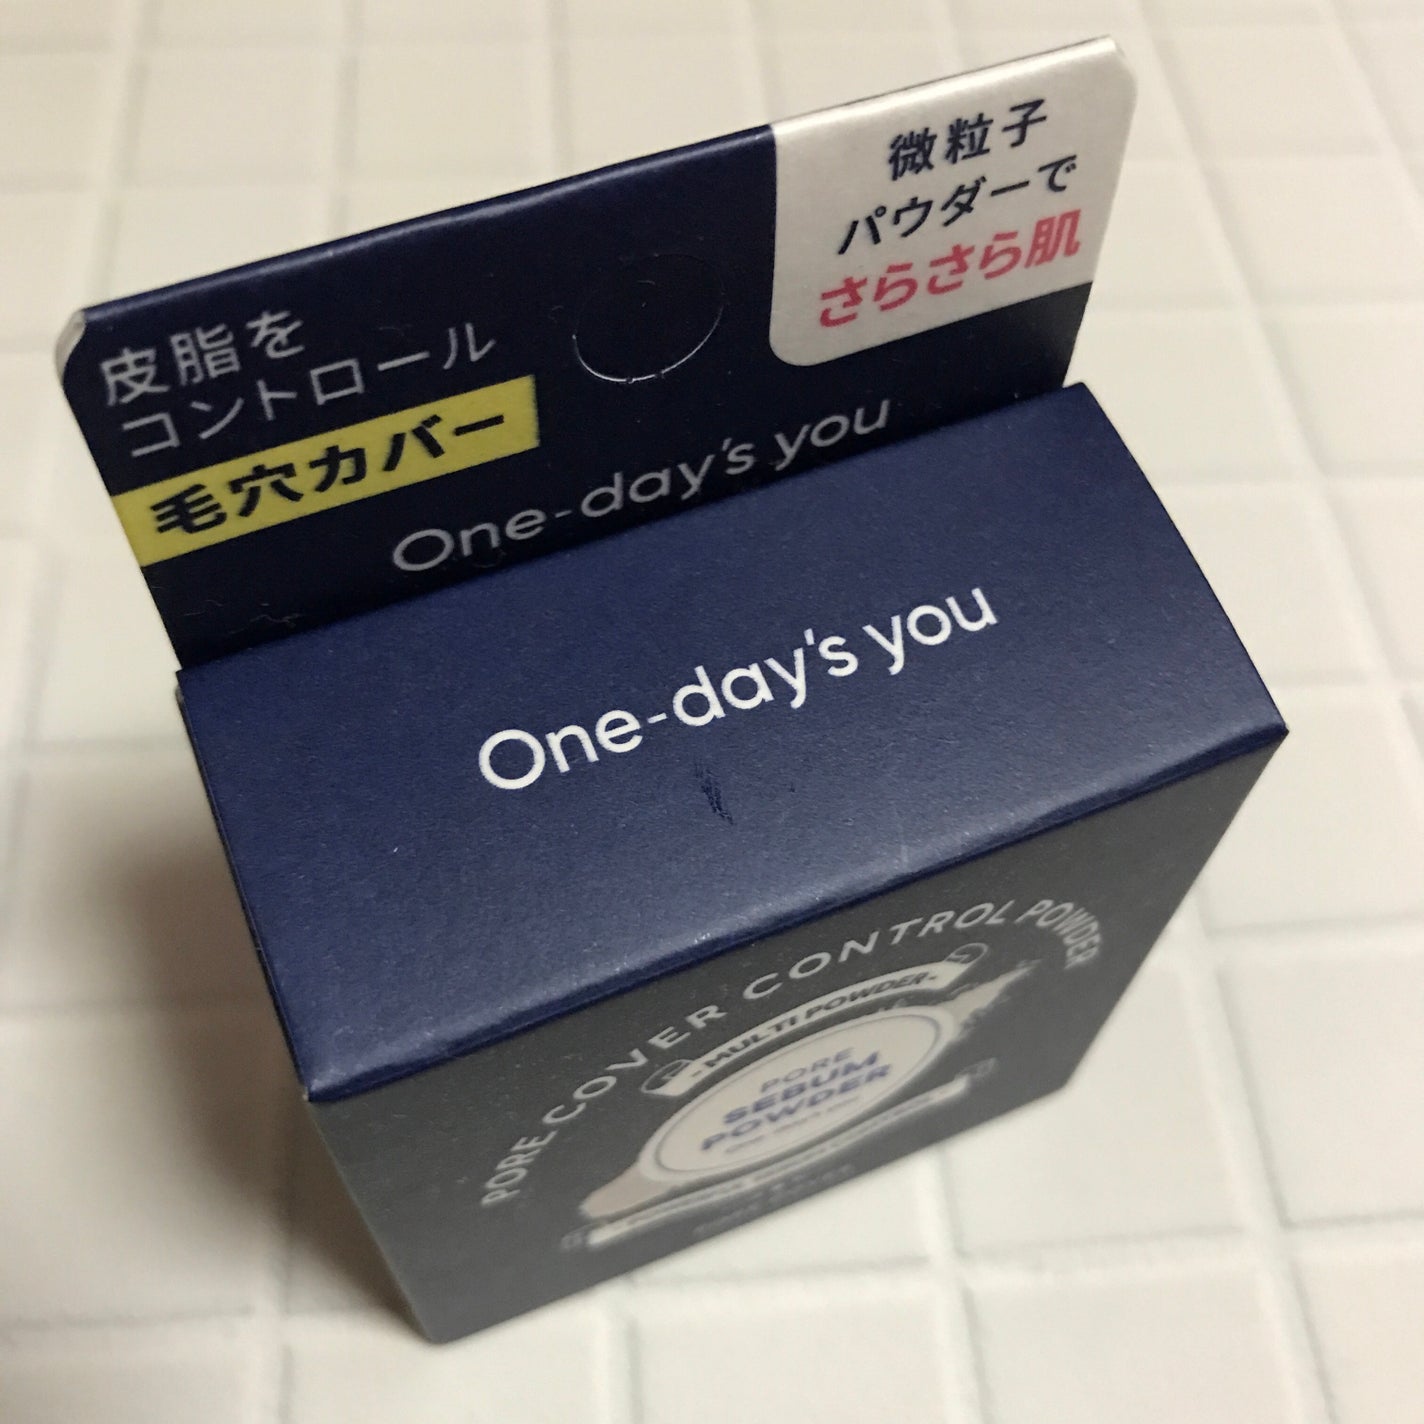 微粒子
パウダーで
さらさら肌
皮脂を
コントロール
毛穴カバー
One-day's you
One-day's you
PORE COVER CONTROL POWDER
·MULTI POWDER·
PORE
SEBUM
POWDER